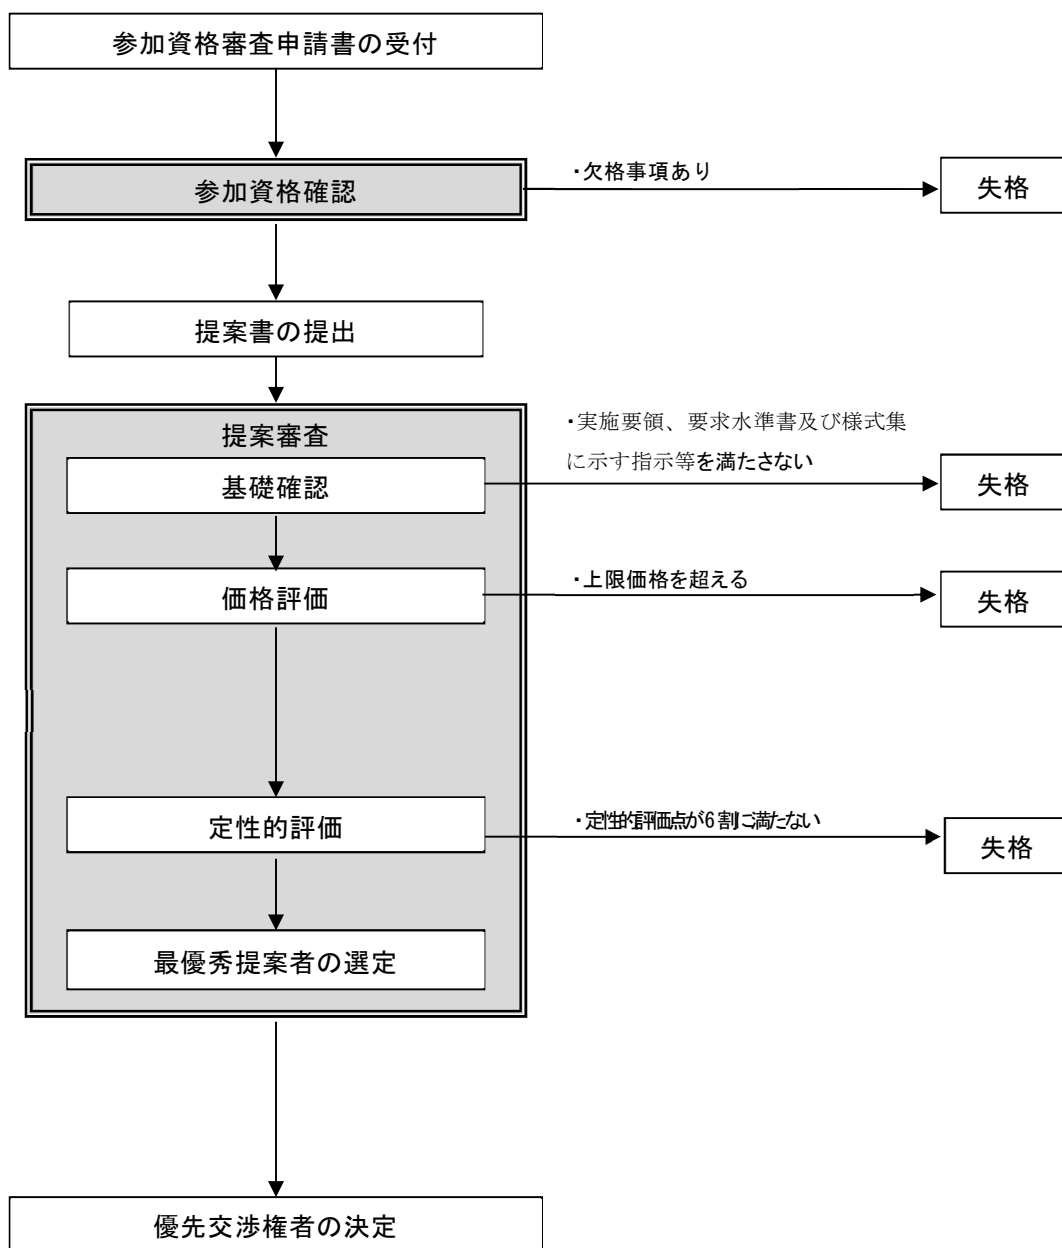 参加資格審査申請書の受付
参加資格確認
・欠格事項あり
失格
提案書の提出
提案審査
・実施要領、要求水準書及び様式集
に示す指示等を満たさない
基礎確認
失格
価格評価
・上限価格を超える
失格
定性的評価
・定性的評価点が6割に満たない
失格
最優秀提案者の選定
優先交渉権者の決定